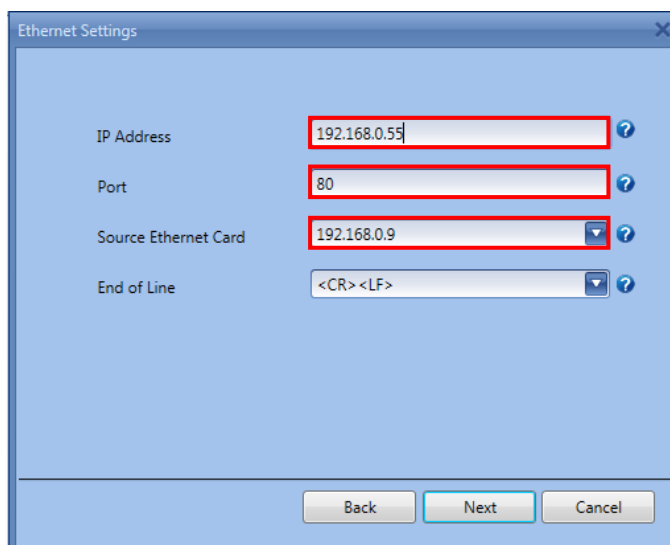 Ethernet Settings
IP Address 192.168.0.55
Port 80
Source Ethernet Card 192.168.0.9
End of Line <CR><LF>
Back Next Cancel